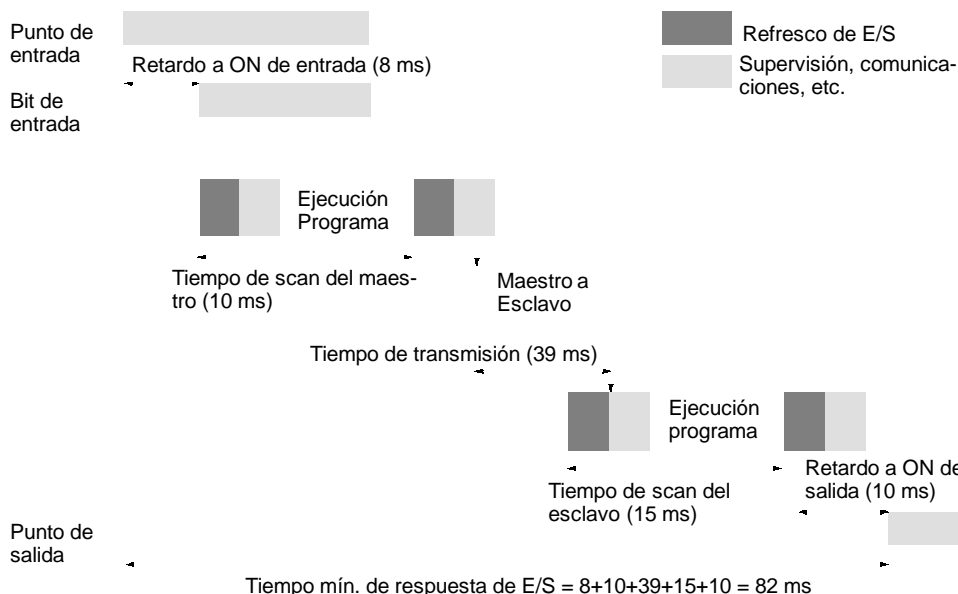 Punto de
entrada
Retardo a ON de entrada (8 ms)
Refresco de E/S
Supervisión, comunica-
ciones, etc.
Bit de
entrada
Ejecución
Programa
Tiempo de scan del maes-
tro (10 ms)
Maestro a
Esclavo
Tiempo de transmisión (39 ms)
Ejecución
programa
Tiempo de scan del
esclavo (15 ms)
Retardo a ON de
salida (10 ms)
Punto de
salida
Tiempo mín. de respuesta de E/S = 8+10+39+15+10 = 82 ms